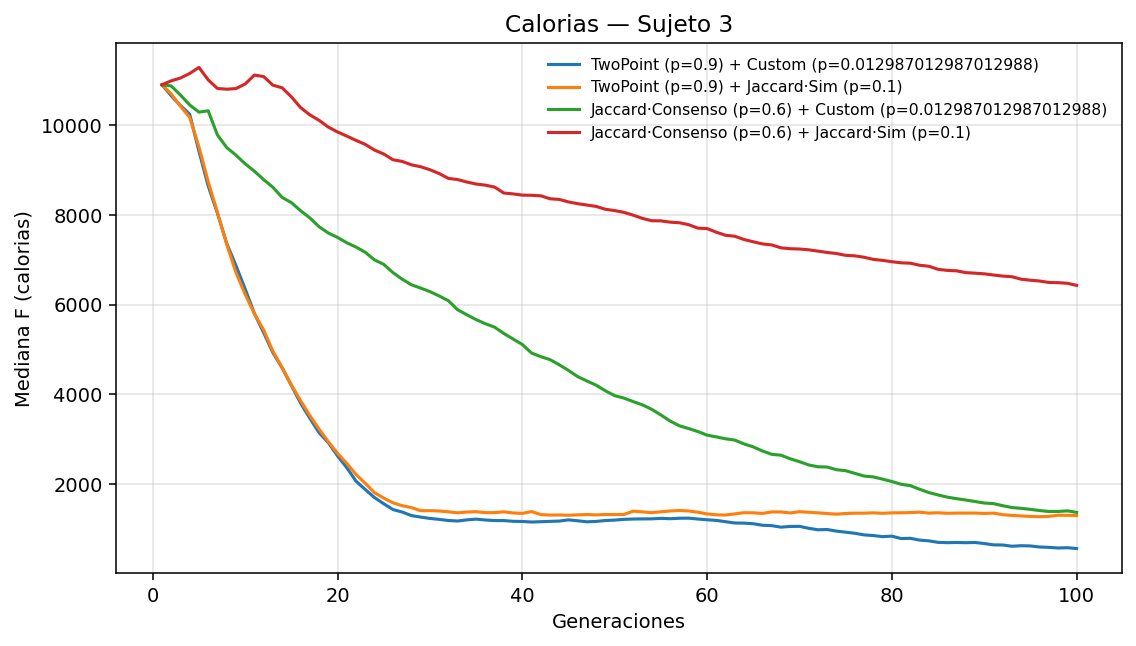 Calorias — Sujeto 3
TwoPoint (p=0.9) + Custom (p=0.012987012987012988)
TwoPoint (p=0.9) + Jaccard·Sim (p=0.1)
Jaccard·Consenso (p=0.6) + Custom (p=0.012987012987012988)
Jaccard·Consenso (p=0.6) + Jaccard·Sim (p=0.1)
Mediana F (calorias)
10000
8000
6000
4000
2000
0 20 40 60 80 100
Generaciones